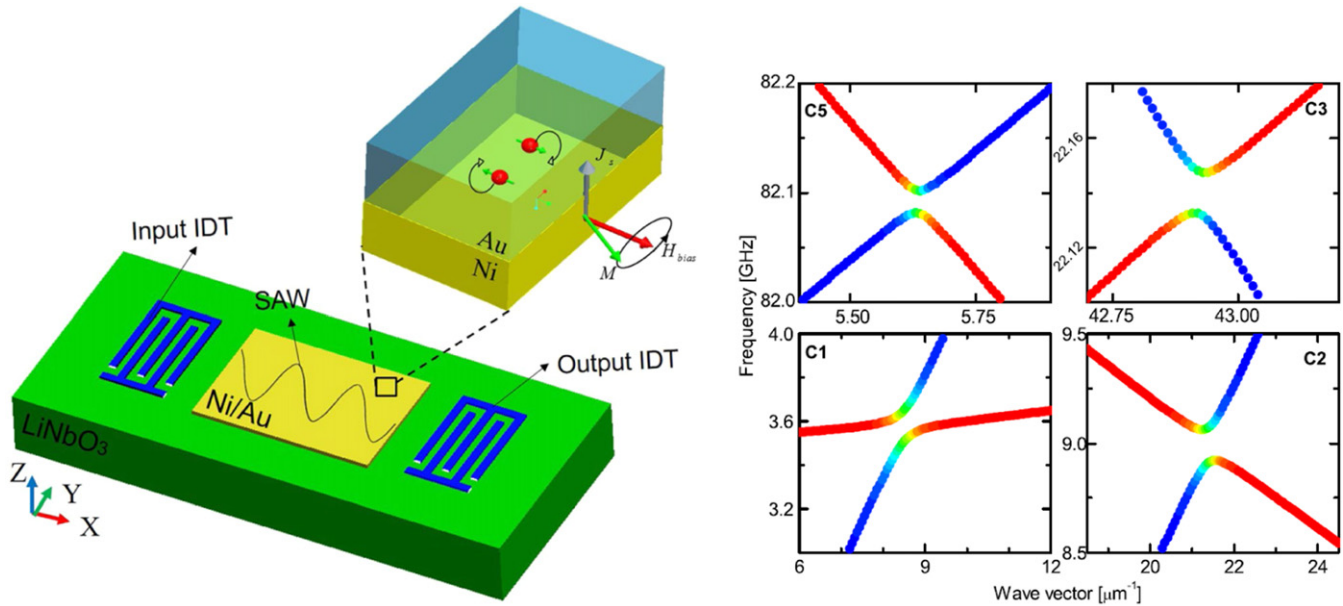 Input IDT
SAW
Ni/Au
Output IDT
LiNbO3
Z
Y
X
Au
Ni
Js
M
Hbias
Frequency [GHz]
82.2
82.1
82.0
C5
5.50
5.75
C3
22.16
22.12
42.75
43.00
4.0
3.6
3.2
C1
6
9
12
9.5
9.0
8.5
C2
20
22
24
Wave vector [μm⁻¹]